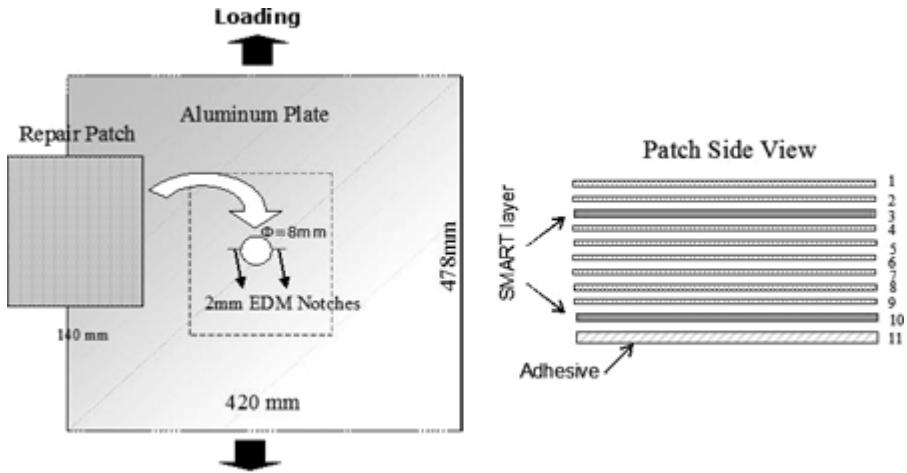 Loading
Aluminum Plate
Repair Patch
Φ=8mm
2mm EDM Notches
478mm
140 mm
420 mm
Patch Side View
SMART layer
1
2
3
4
5
6
7
8
9
10
11
Adhesive